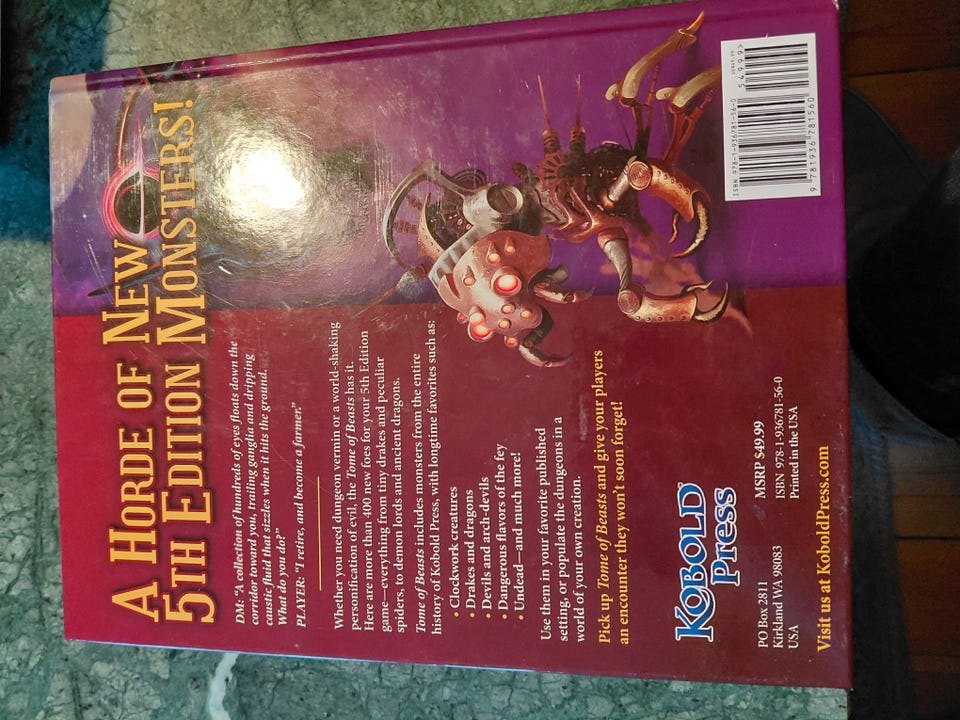 A Horde of New
5th Edition Monsters!
DM: "A collection of hundreds of eyes floats down the
corridor toward you, trailing ganglia and dripping
caustic fluid that sizzles when it hits the ground.
What do you do?"
PLAYER: "I retire, and become a farmer."
Whether you need dungeon vermin or a world-shaking
personification of evil, the Tome of Beasts has it.
Here are more than 400 new foes for your 5th Edition
game—everything from tiny drakes and peculiar
spiders, to demon lords and ancient dragons.
Tome of Beasts includes monsters from the entire
history of Kobold Press, with longtime favorites such as:
• Clockwork creatures
• Drakes and dragons
• Devils and arch-devils
• Dangerous flavors of the fey
• Undead—and much more!
Use them in your favorite published
setting, or populate the dungeons in a
world of your own creation.
Pick up Tome of Beasts and give your players
an encounter they won't soon forget!
KOBOLD
Press
PO Box 2811
Kirkland WA 98083
USA
MSRP $49.99
ISBN 978-1-936781-56-0
Printed in the USA
Visit us at KoboldPress.com
ISBN 978-1-936781-56-0
54999>
9 781936 781560